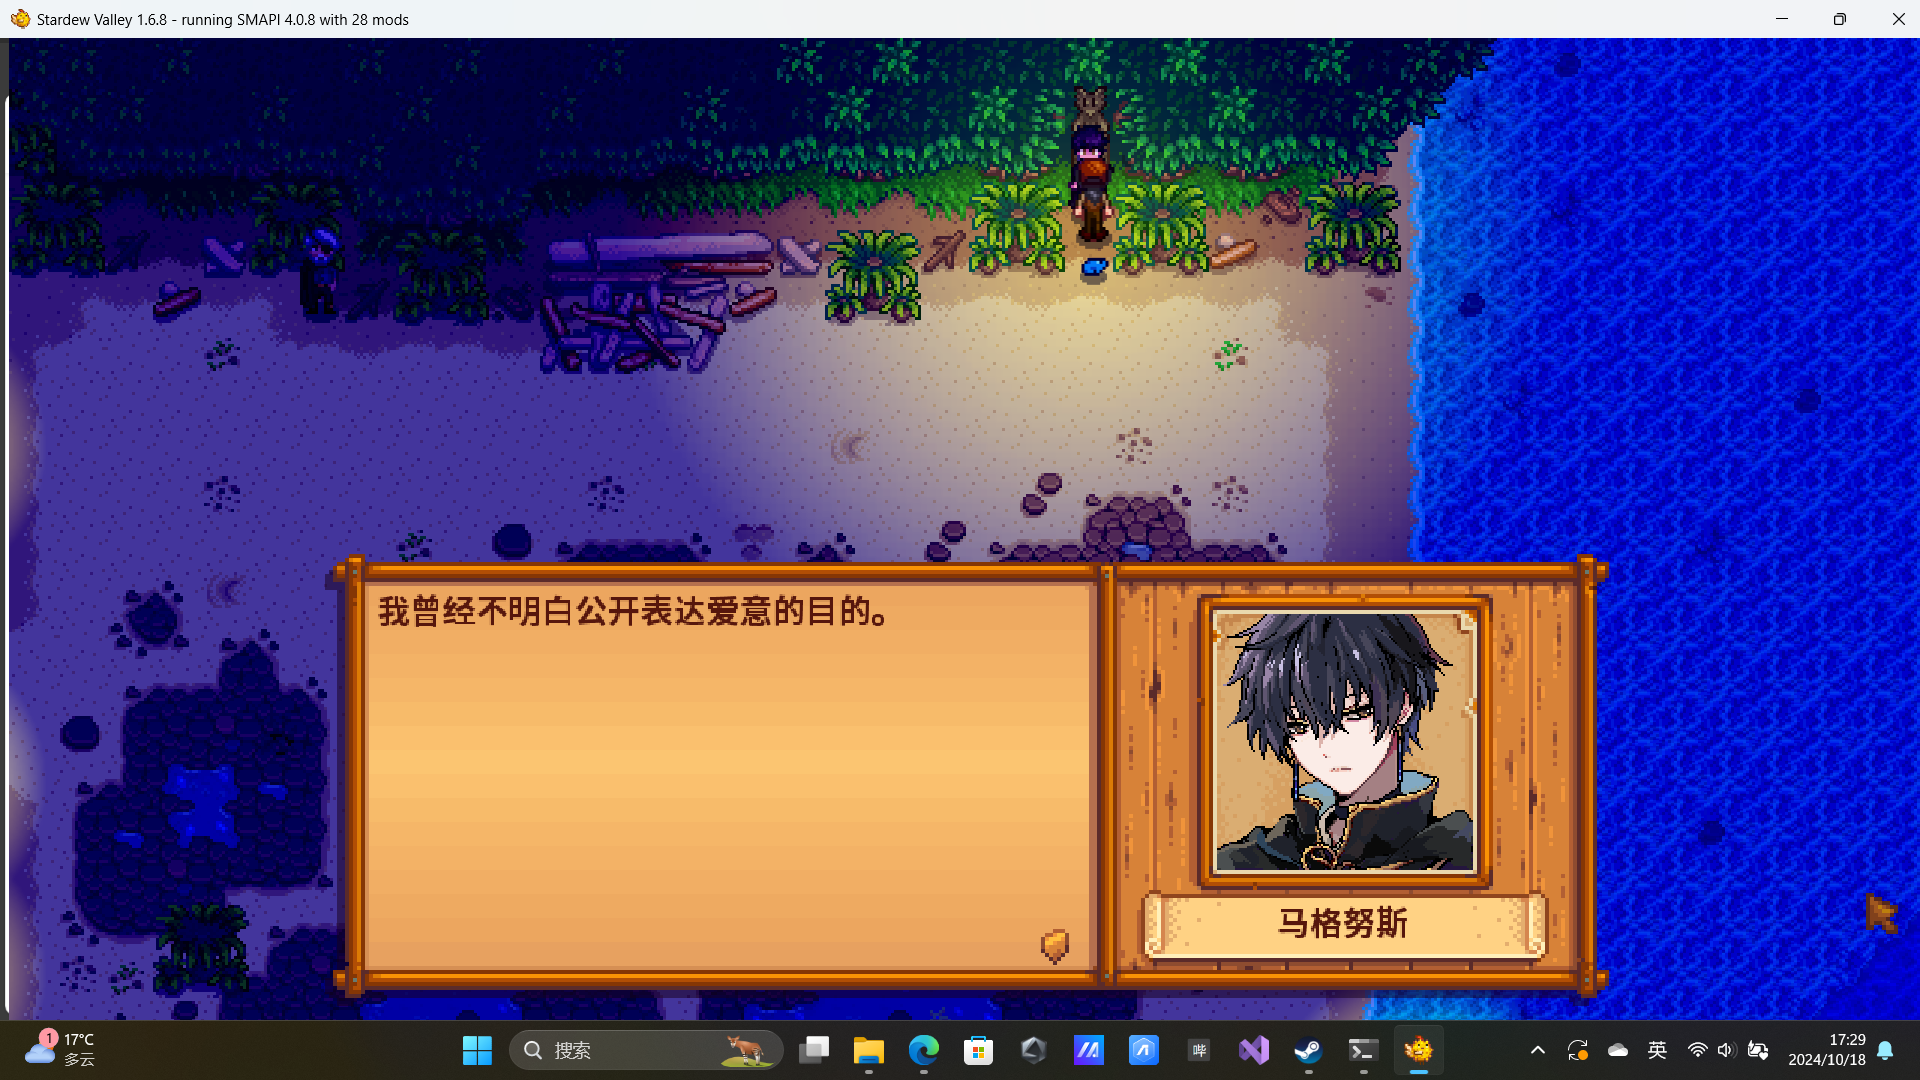 Stardew Valley 1.6.8 - running SMAPI 4.0.8 with 28 mods
我曾经不明白公开表达爱意的目的。
马格努斯
1
17°C
多云
搜索
哔
英
17:29
2024/10/18